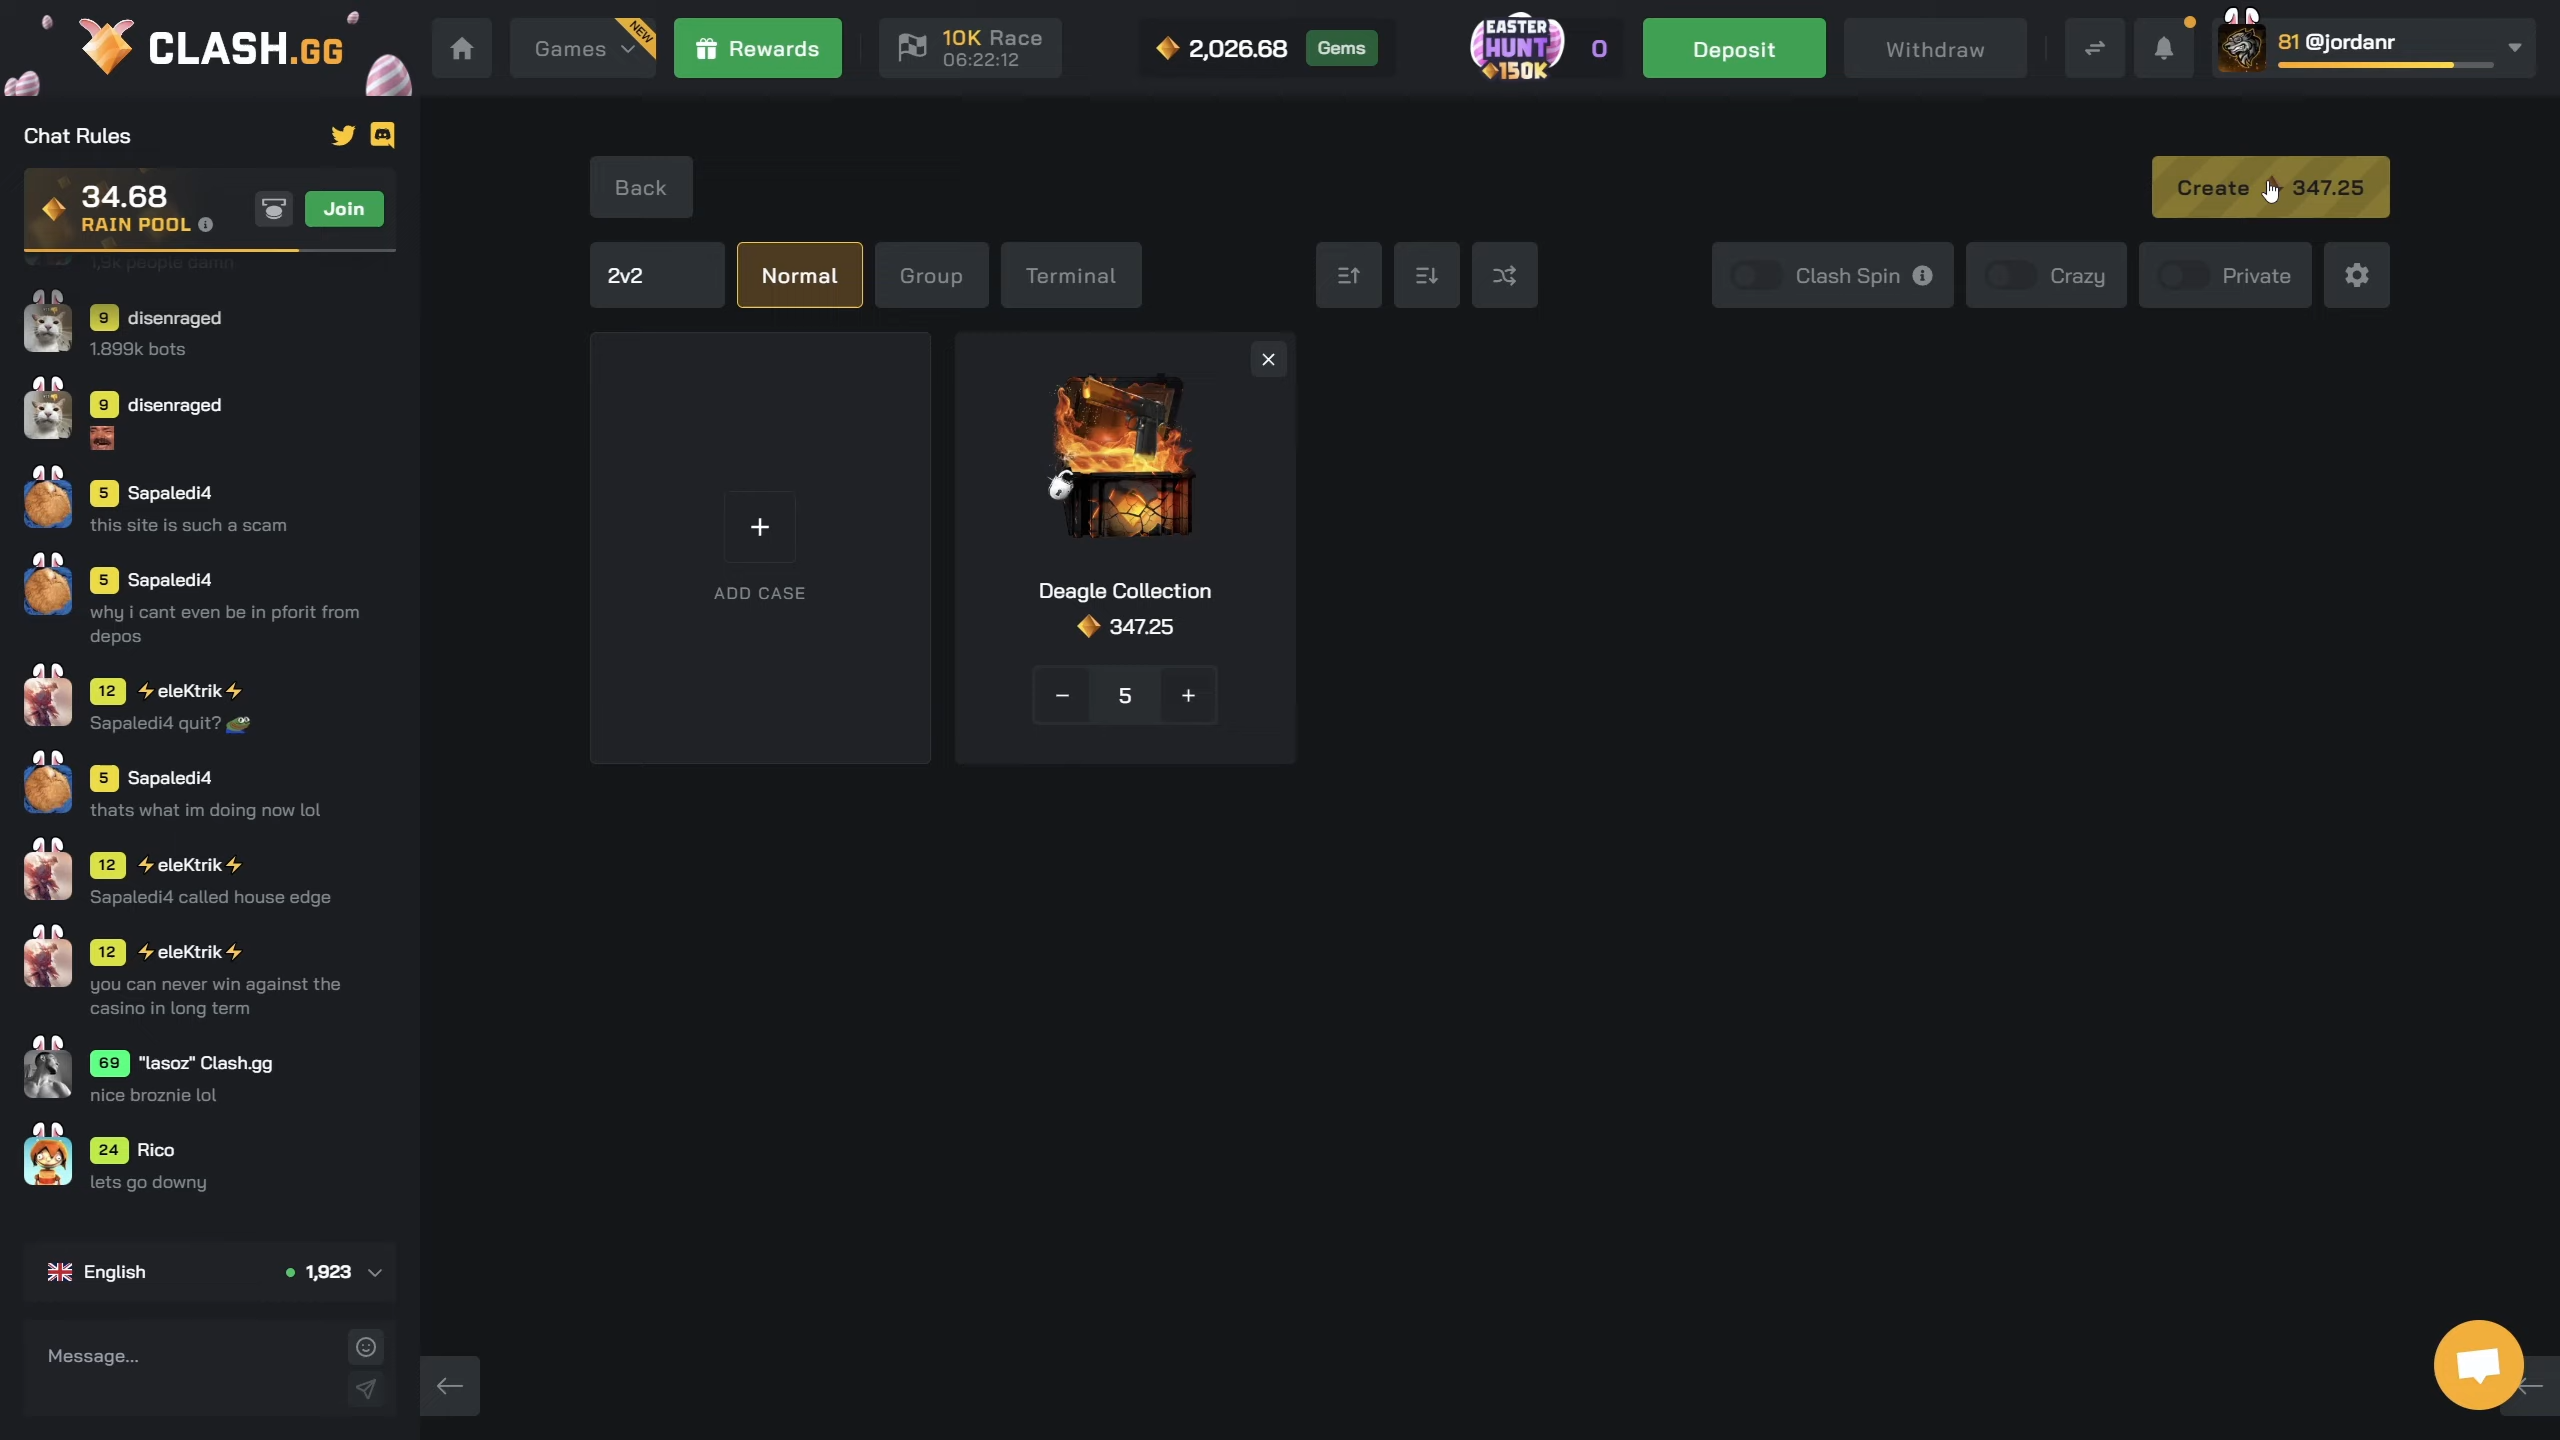 CLASH.GG
Games
NEW
Rewards
10K Race
06:22:12
2,026.68
Gems
EASTER
HUNT
150K
0
Deposit
Withdraw
81 @jordanr
Chat Rules
34.68
RAIN POOL
Join
1,9k people damn
9 disenraged
1.899k bots
9 disenraged
5 Sapaledi4
this site is such a scam
5 Sapaledi4
why i cant even be in pforit from
depos
12 ⚡eleKtrik⚡
Sapaledi4 quit?
5 Sapaledi4
thats what im doing now lol
12 ⚡eleKtrik⚡
Sapaledi4 called house edge
12 ⚡eleKtrik⚡
you can never win against the
casino in long term
69 "lasoz" Clash.gg
nice broznie lol
24 Rico
lets go downy
English
1,923
Message...
Back
Create 347.25
2v2
Normal
Group
Terminal
Clash Spin
Crazy
Private
+
ADD CASE
Deagle Collection
347.25
− 5 +